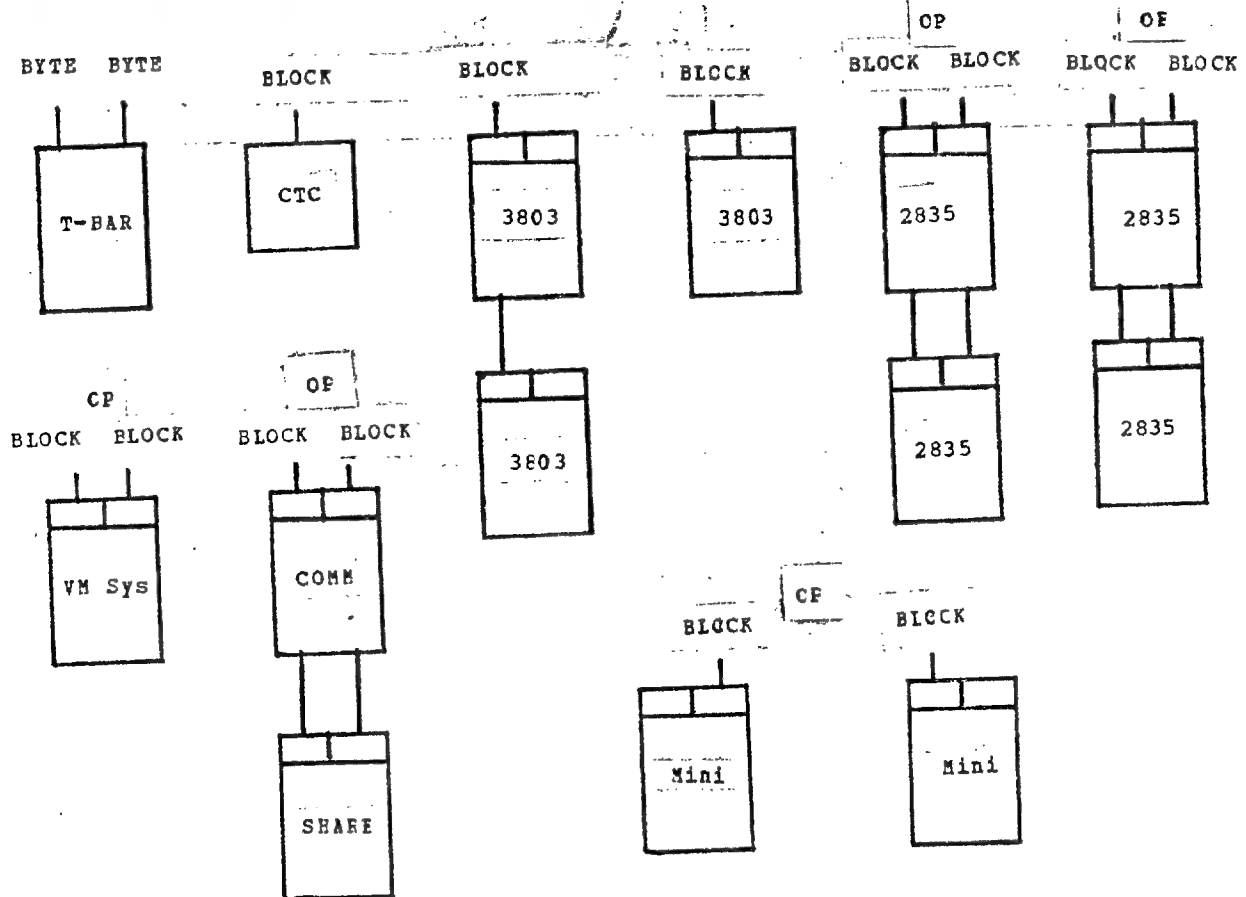 OP OP
BYTE BYTE BLOCK BLOCK BLOCK BLOCK BLOCK BLOCK BLOCK
T-BAR CTC 3803 3803 2835 2835
CP OP
BLOCK BLOCK BLOCK BLOCK
3803 2835 2835
VM Sys COMM
CP
BLOCK BLOCK
Mini Mini
SHARE